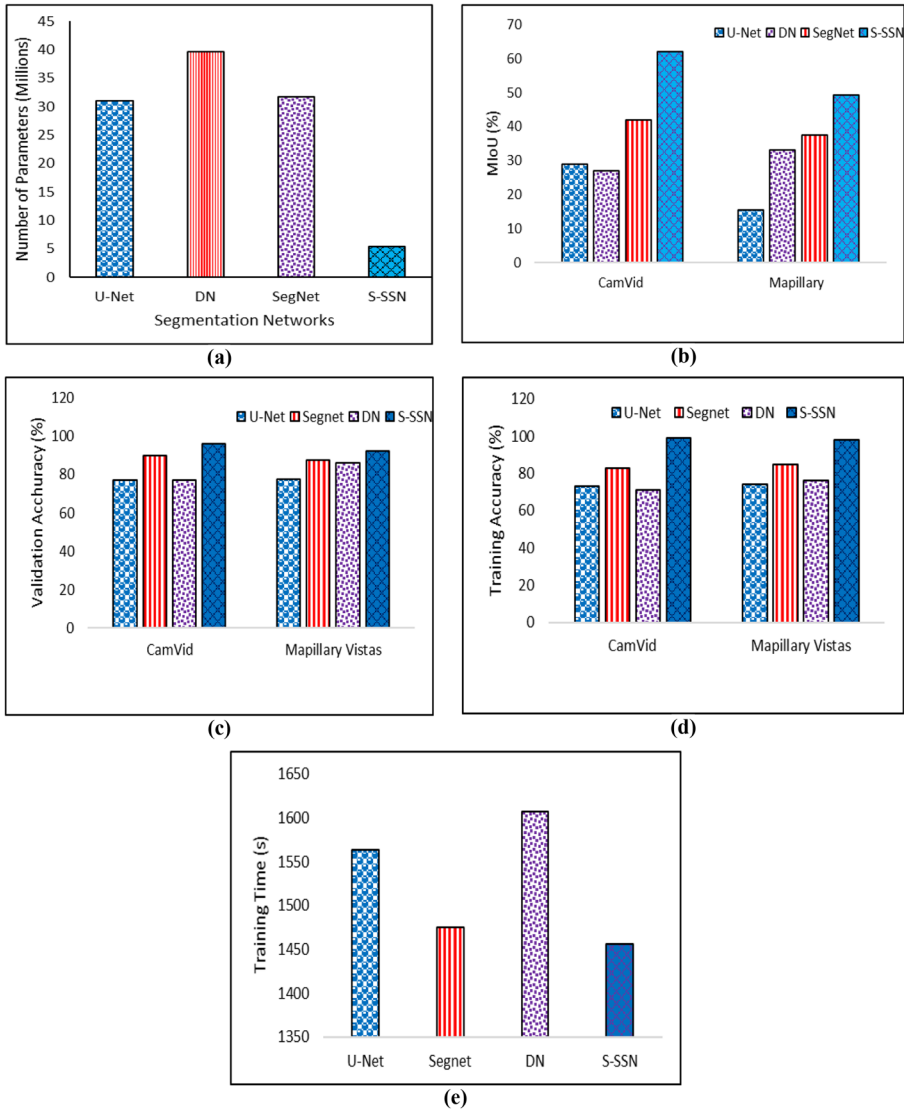 Number of Parameters (Millions)
45
40
35
30
25
20
15
10
5
0
U-Net DN SegNet S-SSN
Segmentation Networks
(a)
MIoU (%)
70
60
50
40
30
20
10
0
U-Net DN SegNet S-SSN
CamVid Mapillary
(b)
Validation Acchuracy (%)
120
100
80
60
40
20
0
U-Net Segnet DN S-SSN
CamVid Mapillary Vistas
(c)
Training Accuracy (%)
120
100
80
60
40
20
0
U-Net Segnet DN S-SSN
CamVid Mapillary Vistas
(d)
Training Time (s)
1650
1600
1550
1500
1450
1400
1350
U-Net Segnet DN S-SSN
(e)